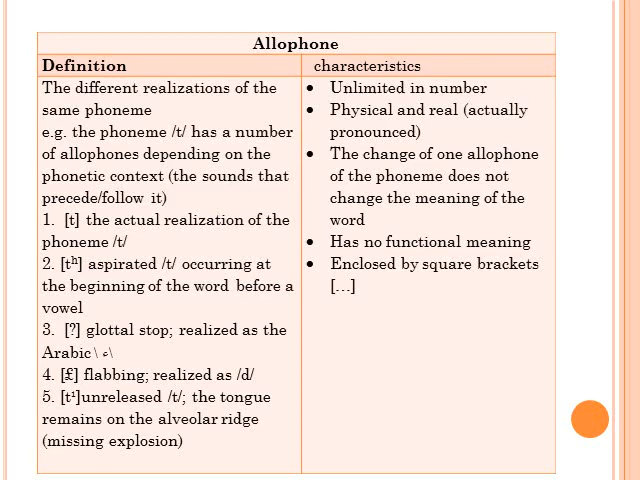 Allophone
Definition
characteristics
The different realizations of the
same phoneme
e.g. the phoneme /t/ has a number
of allophones depending on the
phonetic context (the sounds that
precede/follow it)
1. [t] the actual realization of the
phoneme /t/
2. [tʰ] aspirated /t/ occurring at
the beginning of the word before a
vowel
3. [?] glottal stop; realized as the
Arabic \ ء\
4. [₤] flabbing; realized as /d/
5. [t¹]unreleased /t/; the tongue
remains on the alveolar ridge
(missing explosion)
• Unlimited in number
• Physical and real (actually
pronounced)
• The change of one allophone
of the phoneme does not
change the meaning of the
word
• Has no functional meaning
• Enclosed by square brackets
[…]